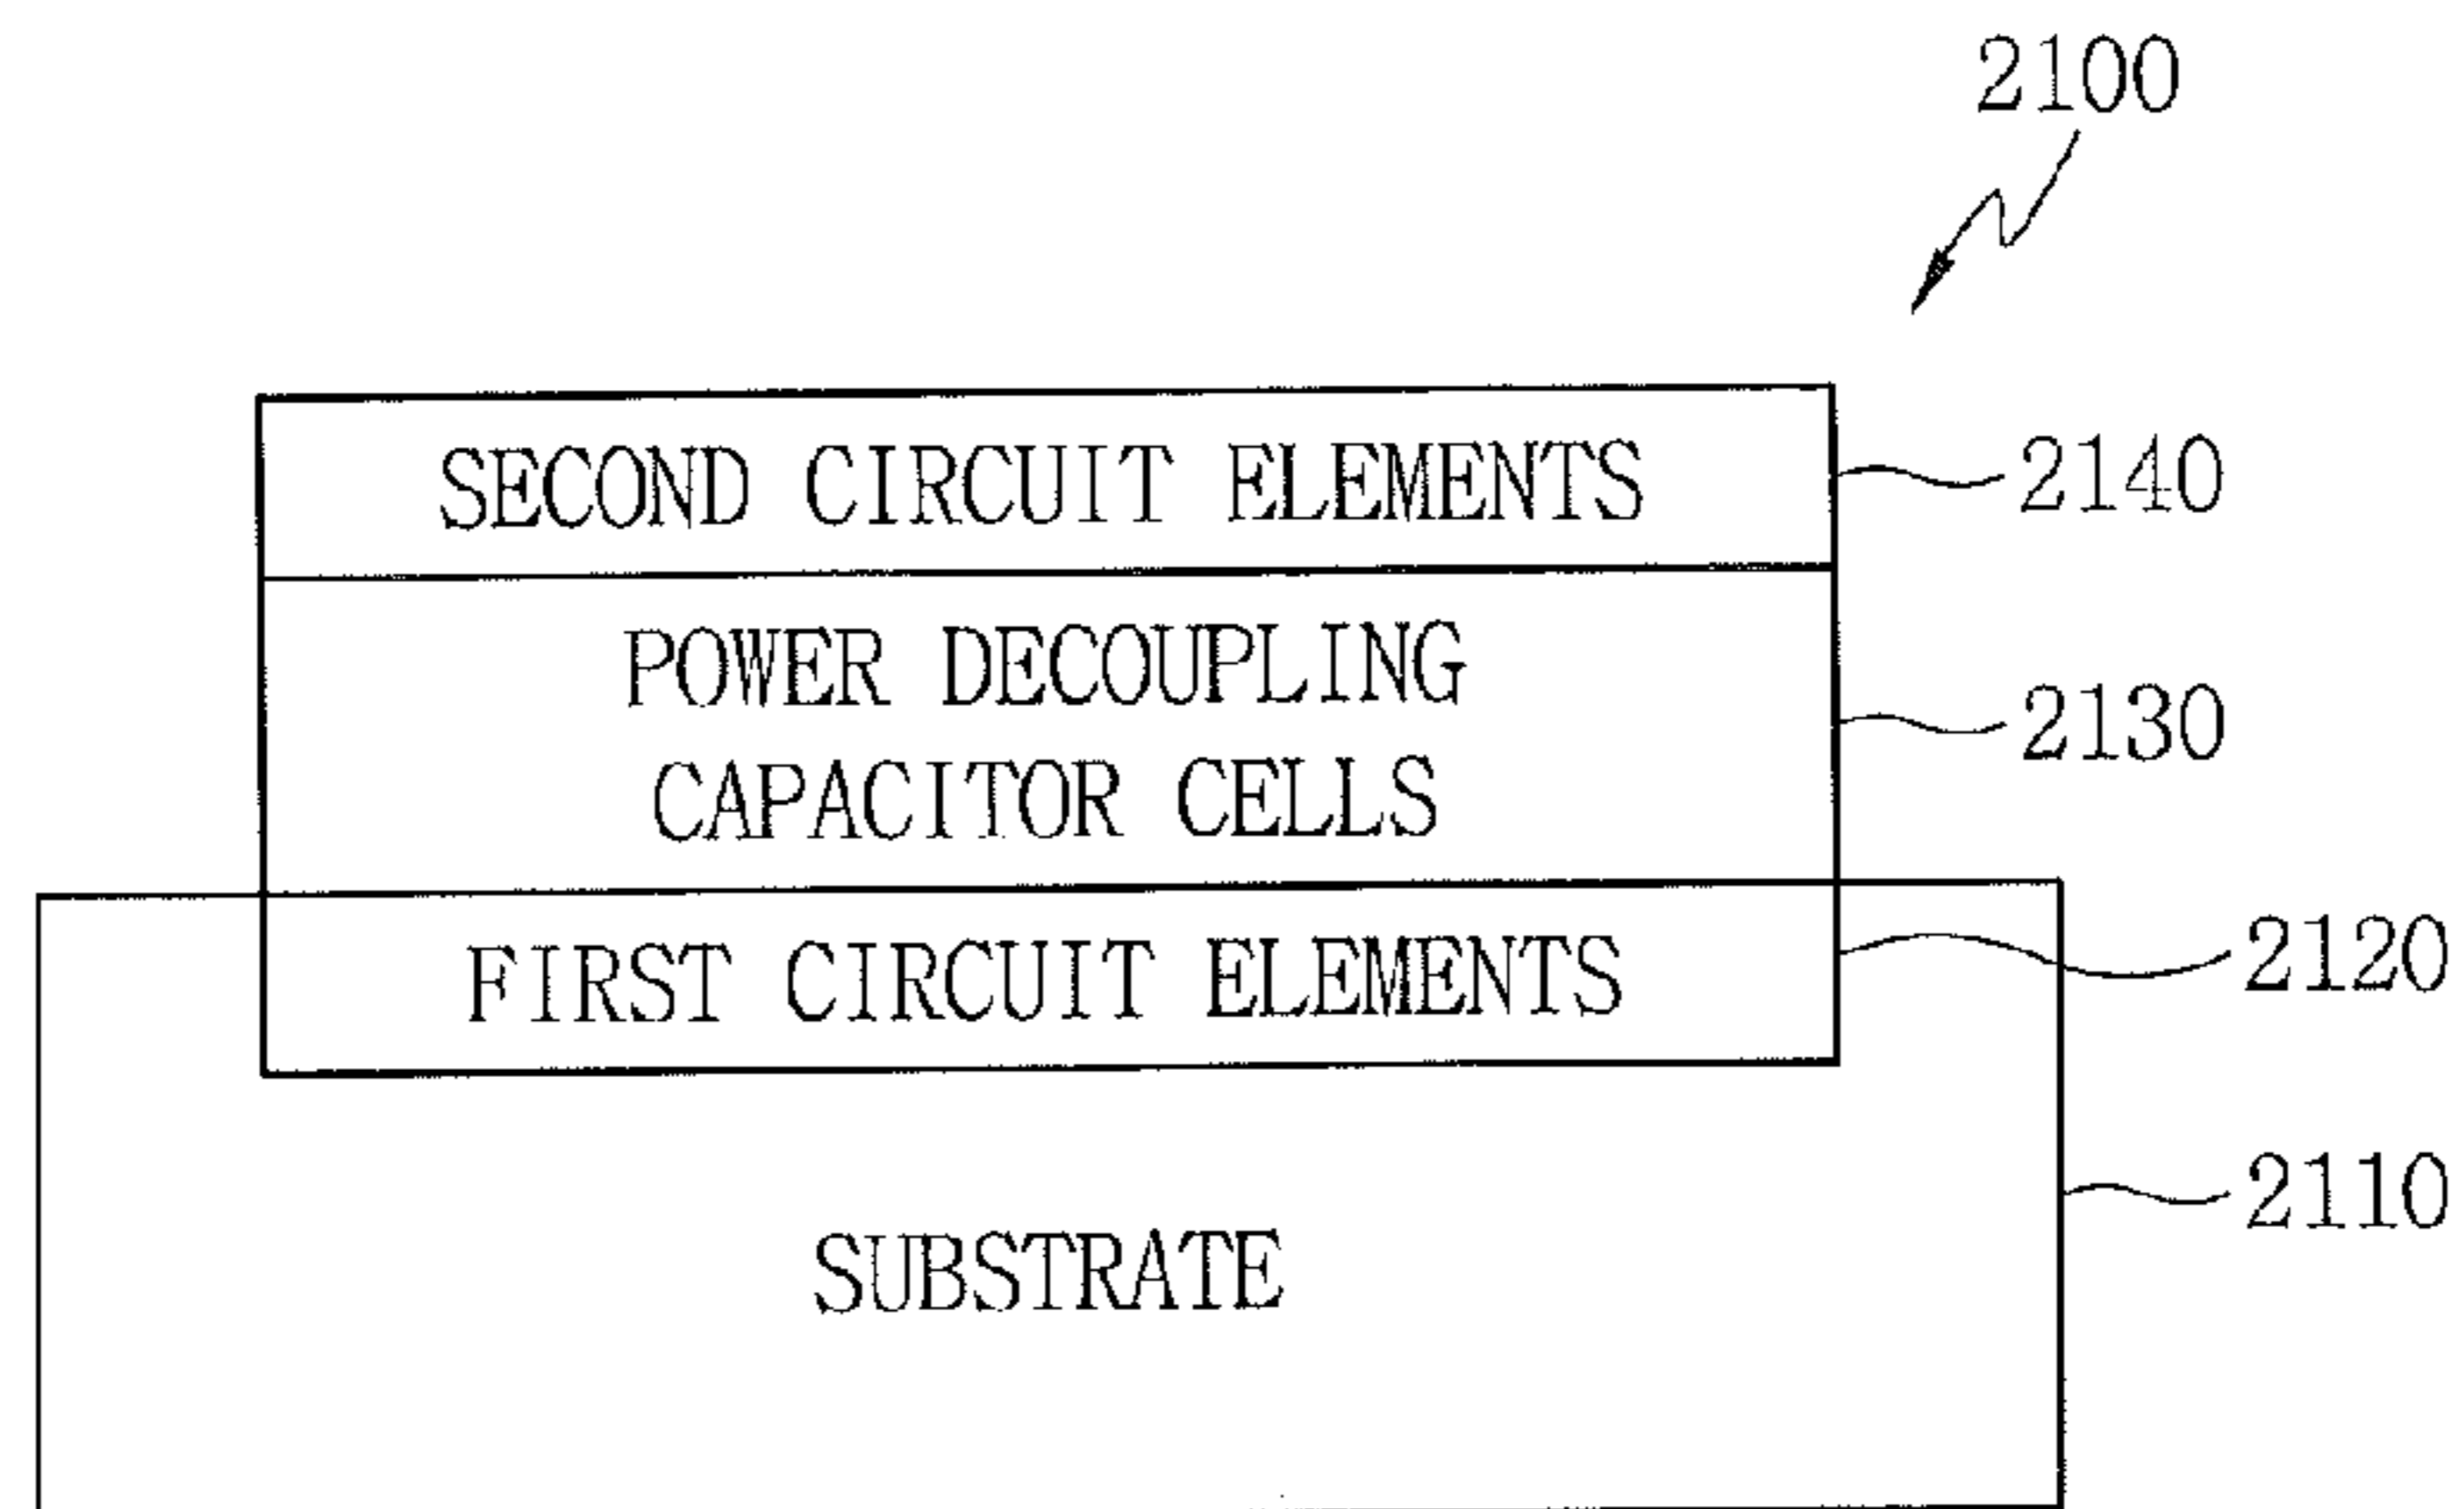 2100
SECOND CIRCUIT ELEMENTS
2140
POWER DECOUPLING
CAPACITOR CELLS
2130
FIRST CIRCUIT ELEMENTS
2120
2110
SUBSTRATE